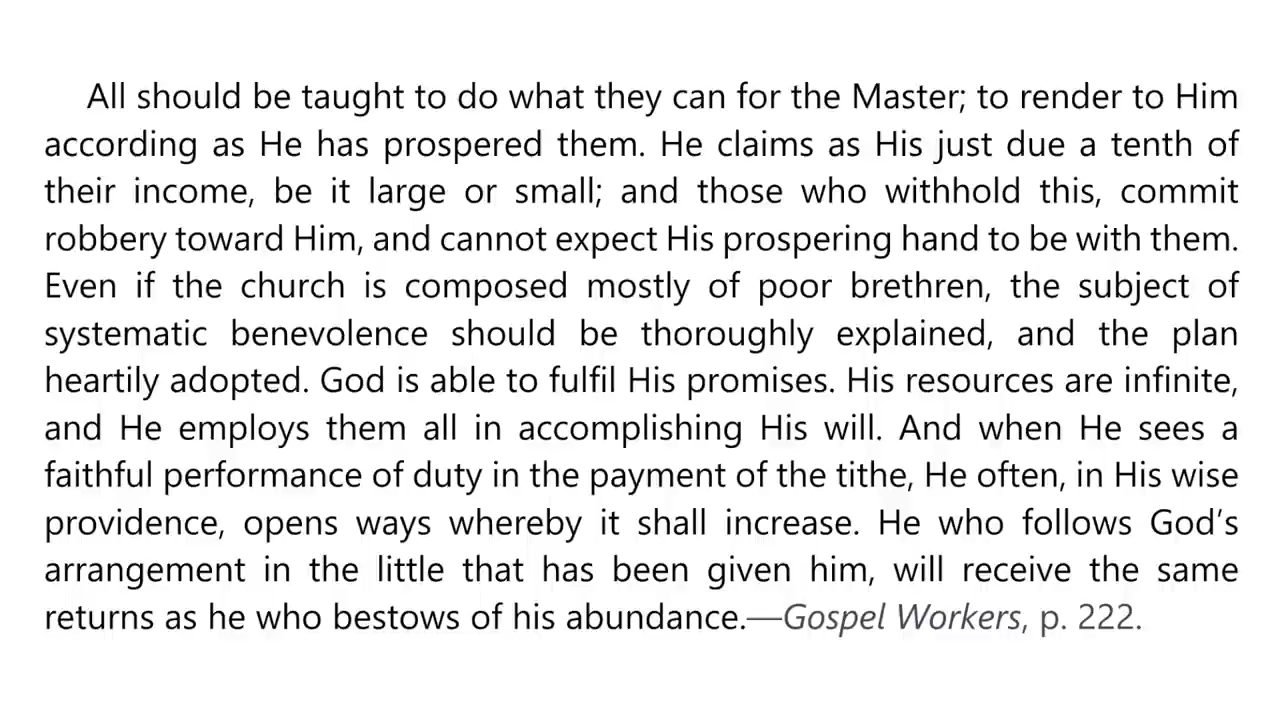 All should be taught to do what they can for the Master; to render to Him
according as He has prospered them. He claims as His just due a tenth of
their income, be it large or small; and those who withhold this, commit
robbery toward Him, and cannot expect His prospering hand to be with them.
Even if the church is composed mostly of poor brethren, the subject of
systematic benevolence should be thoroughly explained, and the plan
heartily adopted. God is able to fulfil His promises. His resources are infinite,
and He employs them all in accomplishing His will. And when He sees a
faithful performance of duty in the payment of the tithe, He often, in His wise
providence, opens ways whereby it shall increase. He who follows God’s
arrangement in the little that has been given him, will receive the same
returns as he who bestows of his abundance.—Gospel Workers, p. 222.